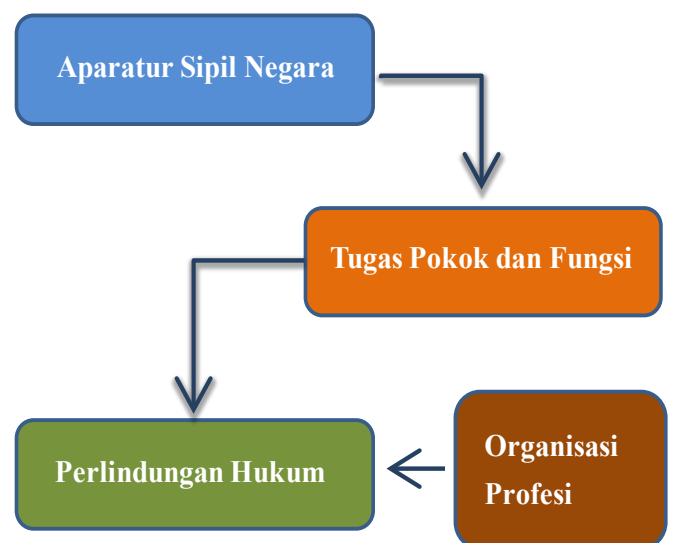 Aparatur Sipil Negara
Tugas Pokok dan Fungsi
Perlindungan Hukum
Organisasi
Profesi